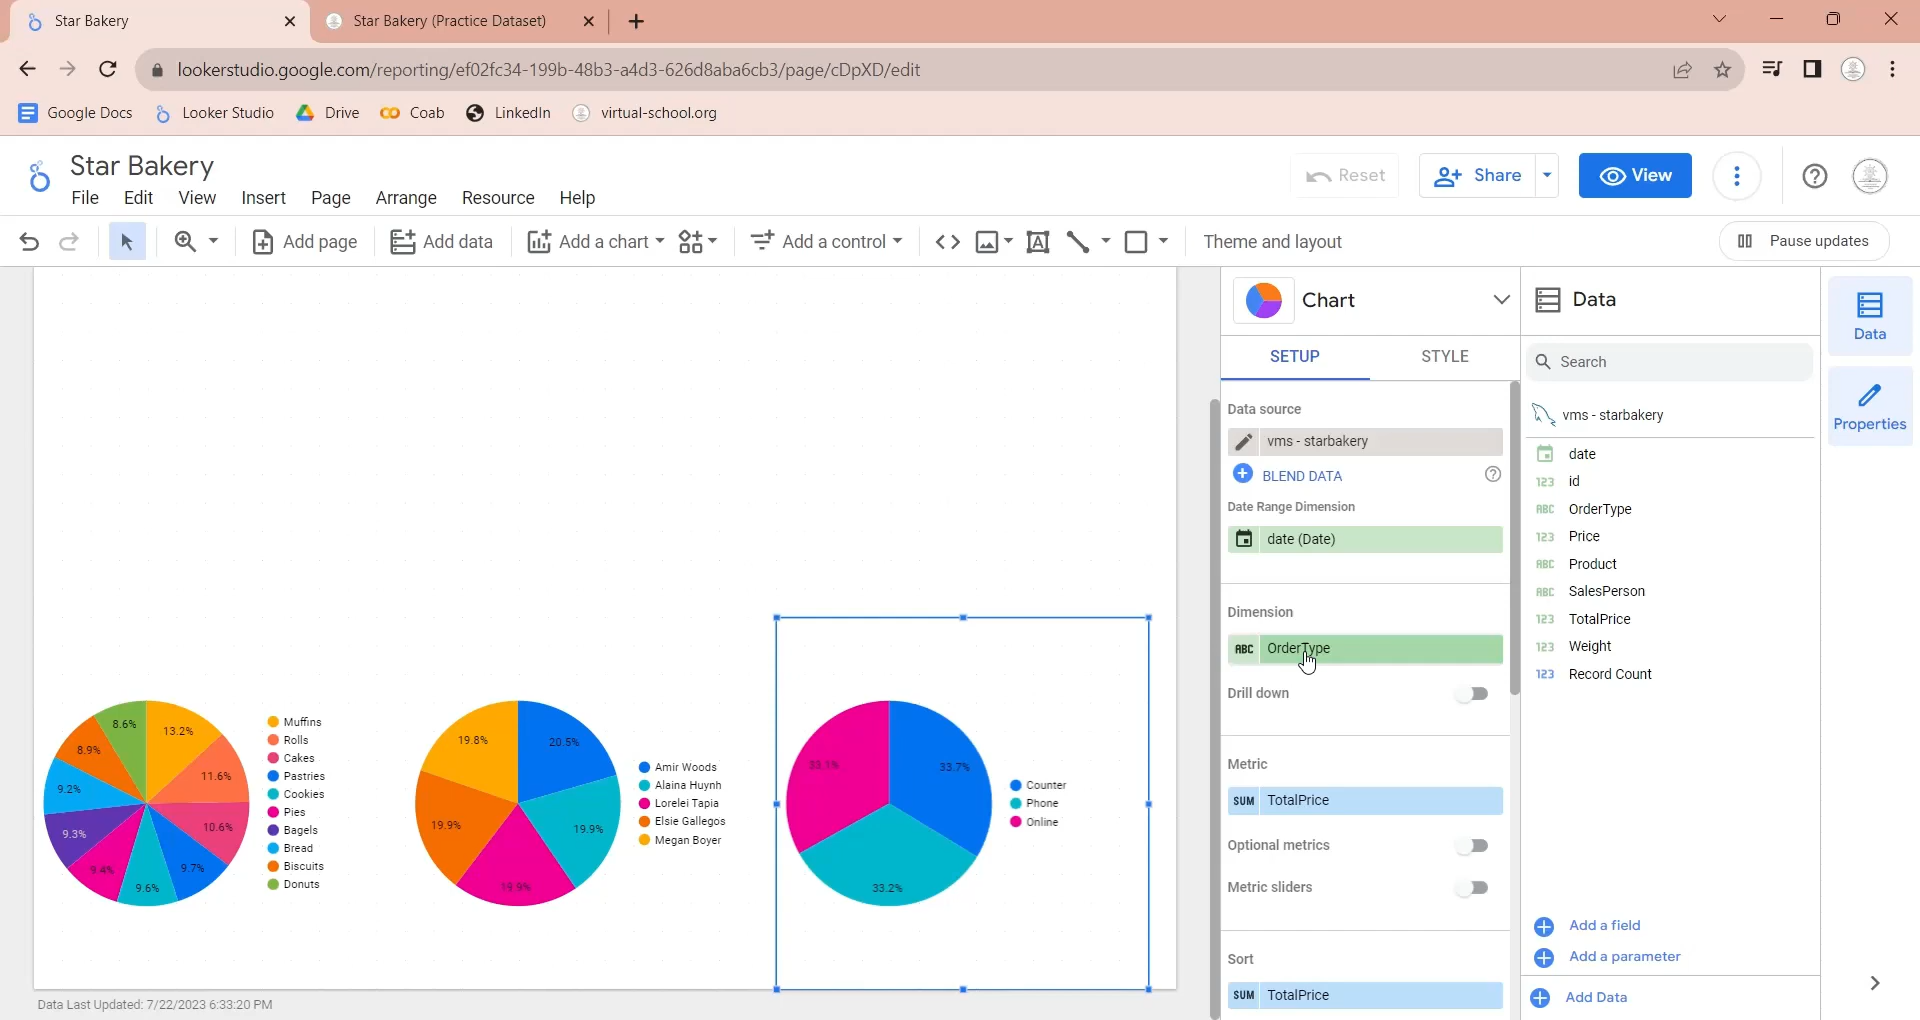 Star Bakery
Star Bakery (Practice Dataset)
lookerstudio.google.com/reporting/ef02fc34-199b-48b3-a4d3-626d8aba6cb3/page/cDpXD/edit
Google Docs
Looker Studio
Drive
Coab
LinkedIn
virtual-school.org
Star Bakery
File
Edit
View
Insert
Page
Arrange
Resource
Help
Reset
Share
View
Add page
Add data
Add a chart
Add a control
Theme and layout
Pause updates
13.2%
11.6%
10.6%
9.7%
9.6%
9.4%
9.3%
9.2%
8.9%
8.6%
Muffins
Rolls
Cakes
Pastries
Cookies
Pies
Bagels
Bread
Biscuits
Donuts
20.5%
19.9%
19.9%
19.9%
19.8%
Amir Woods
Alaina Huynh
Lorelei Tapia
Elsie Gallegos
Megan Boyer
33.7%
33.2%
33.1%
Counter
Phone
Online
Data Last Updated: 7/22/2023 6:33:20 PM
Chart
SETUP
STYLE
Data source
vms - starbakery
BLEND DATA
Date Range Dimension
date (Date)
Dimension
ABC OrderType
Drill down
Metric
SUM TotalPrice
Optional metrics
Metric sliders
Sort
SUM TotalPrice
Data
Search
vms - starbakery
date
123 id
ABC OrderType
123 Price
ABC Product
ABC SalesPerson
123 TotalPrice
123 Weight
123 Record Count
Add a field
Add a parameter
Add Data
Data
Properties